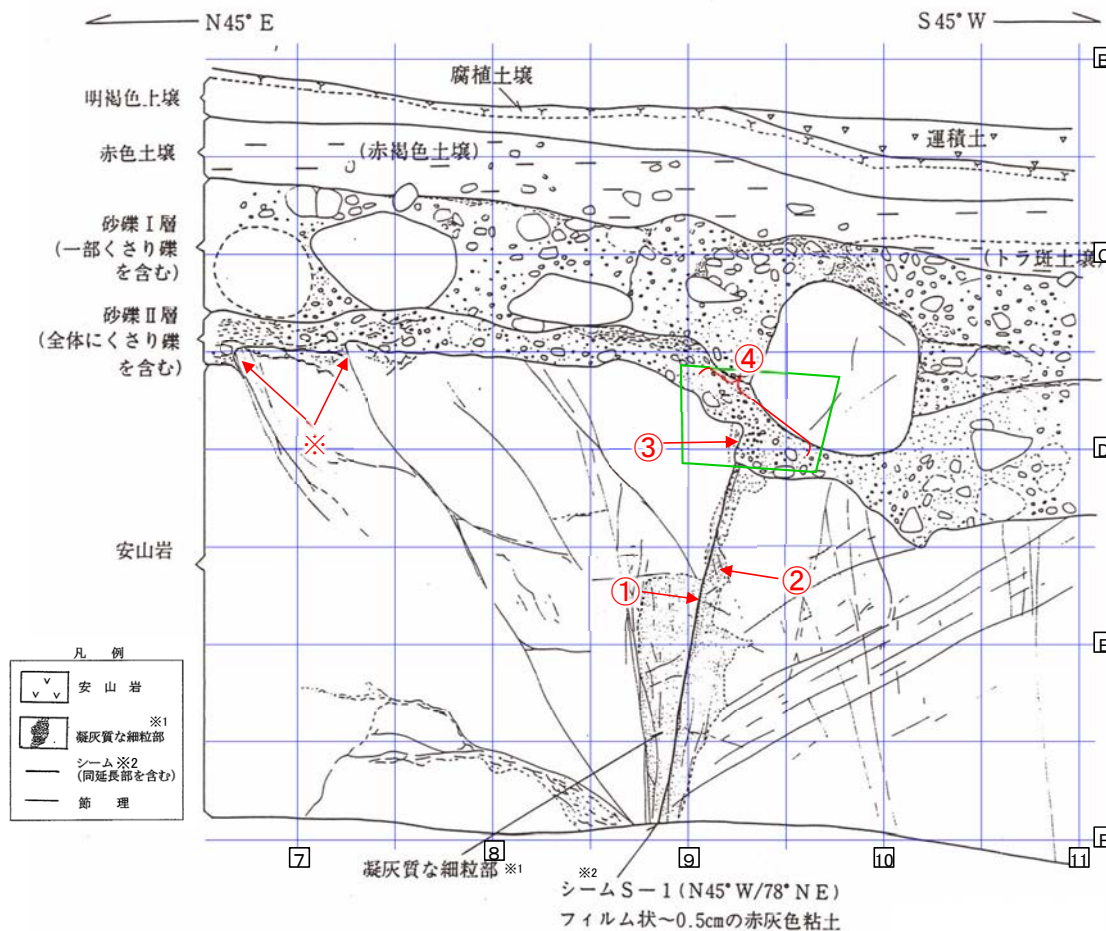 N45°E
S45°W
E
腐植土壌
明褐色土壌
運積土
赤色土壌
(赤褐色土壌)
砂礫Ⅰ層
(一部くさり礫
を含む)
C
(トラ斑土壌)
砂礫Ⅱ層
(全体にくさり礫
を含む)
④
※
③
D
安山岩
①
②
E
凡 例
安 山 岩
凝灰質な細粒部 ※1
シーム ※2
(同延長部を含む)
節 理
F
7
8
9
10
11
凝灰質な細粒部 ※1
※2
シームS-1(N45°W/78°NE)
フィルム状~0.5cmの赤灰色粘土